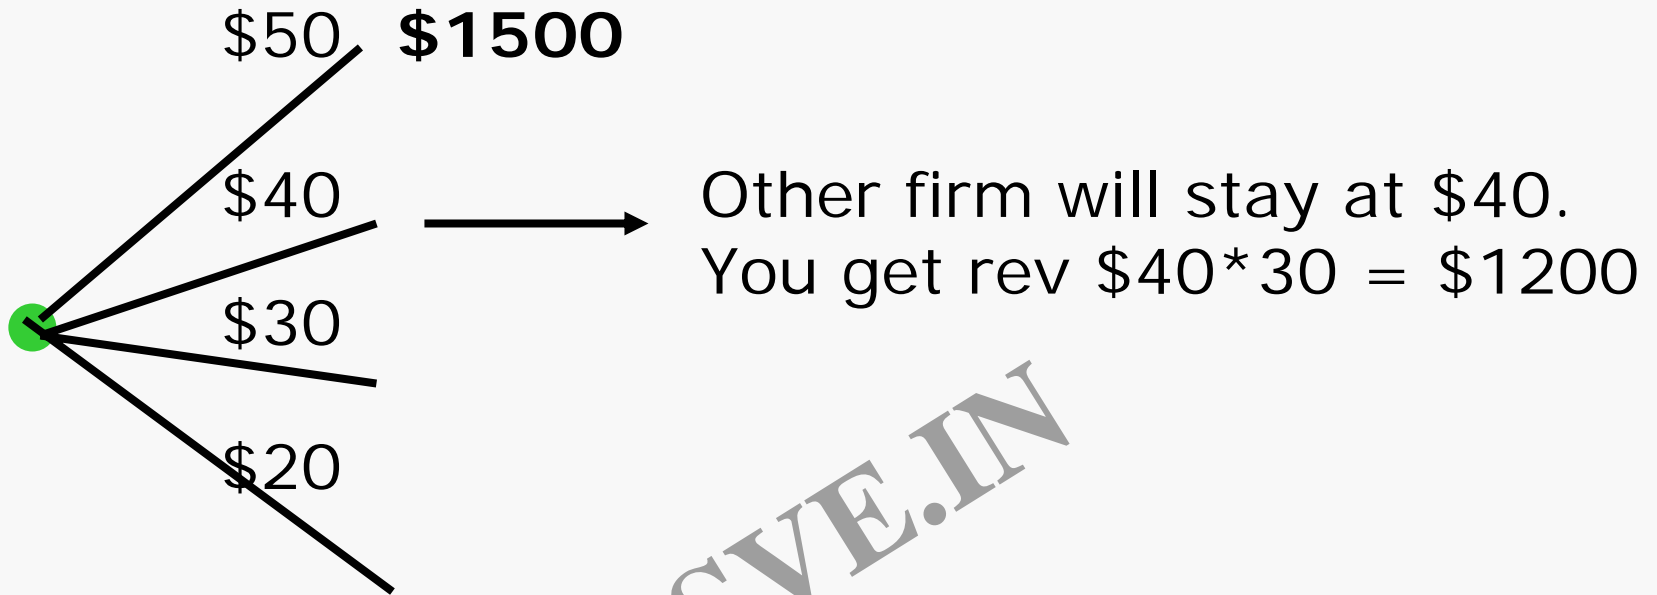 $50 $1500
$40
Other firm will stay at $40.
You get rev $40*30 = $1200
$30
$20